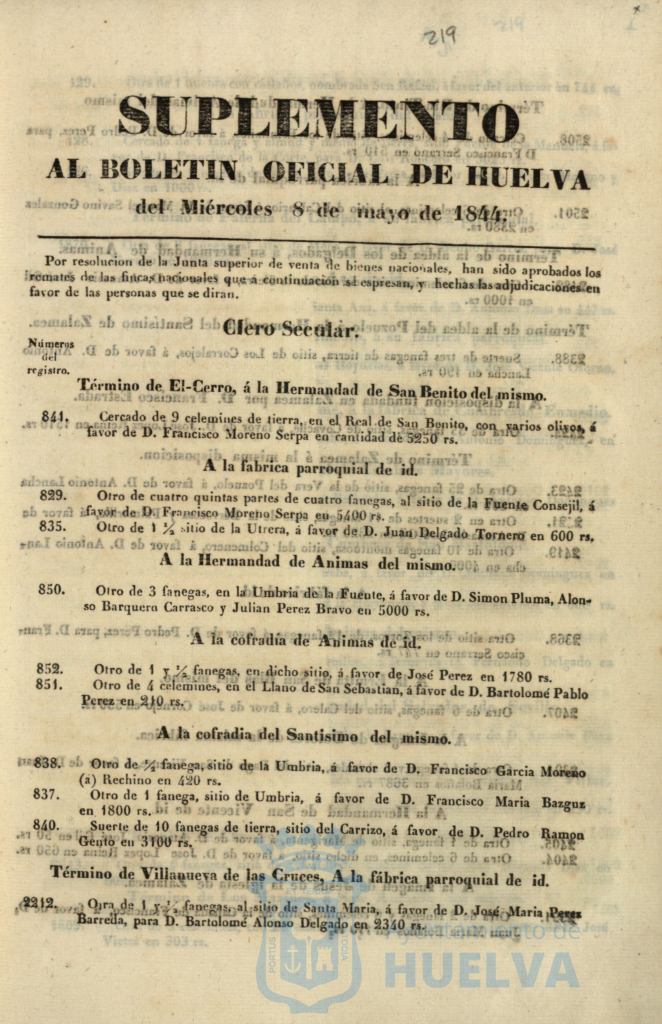 219
SUPLEMENTO
AL BOLETIN OFICIAL DE HUELVA
del Miércoles 8 de mayo de 1844.
Por resolucion de la Junta superior de venta de bienes nacionales, han sido aprobados los
remates de las fincas nacionales que á continuacion se espresan, y hechas las adjudicaciones en
favor de las personas que se diran.
Clero Secular.
Números
del
registro.
Término de El-Cerro, á la Hermandad de San Benito del mismo.
841. Cercado de 9 celemines de tierra, en el Real de San Benito, con varios olivos, á
favor de D. Francisco Moreno Serpa en cantidad de 5250 rs.
A la fabrica parroquial de id.
829. Otro de cuatro quintas partes de cuatro fanegas, al sitio de la Fuente Consejil, á
favor de D. Francisco Moreno Serpa en 5400 rs.
835. Otro de 1 ½ sitio de la Utrera, á favor de D. Juan Delgado Tornero en 600 rs.
A la Hermandad de Animas del mismo.
850. Otro de 3 fanegas, en la Umbria de la Fuente, á favor de D. Simon Pluma, Alon-
so Barquero Carrasco y Julian Perez Bravo en 5000 rs.
A la cofradía de Animas de id.
852. Otro de 1 y ½ fanegas, en dicho sitio, á favor de José Perez en 1780 rs.
851. Otro de 4 celemines, en el Llano de San Sebastian, á favor de D. Bartolomé Pablo
Perez en 210 rs.
A la cofradia del Santisimo del mismo.
838. Otro de ¼ fanega, sitio de la Umbria, á favor de D. Francisco Garcia Moreno
(a) Rechino en 420 rs.
837. Otro de 1 fanega, sitio de Umbria, á favor de D. Francisco Maria Bazguz
en 1800 rs.
840. Suerte de 10 fanegas de tierra, sitio del Carrizo, á favor de D. Pedro Ramon
Gento en 3100 rs.
Término de Villanueva de las Cruces, A la fábrica parroquial de id.
2212. Otra de 1 y ½ fanegas, al sitio de Santa Maria, á favor de D. José Maria Perez
Barreda, para D. Bartolomé Alonso Delgado en 2340 rs.
Ayuntamiento de
HUELVA